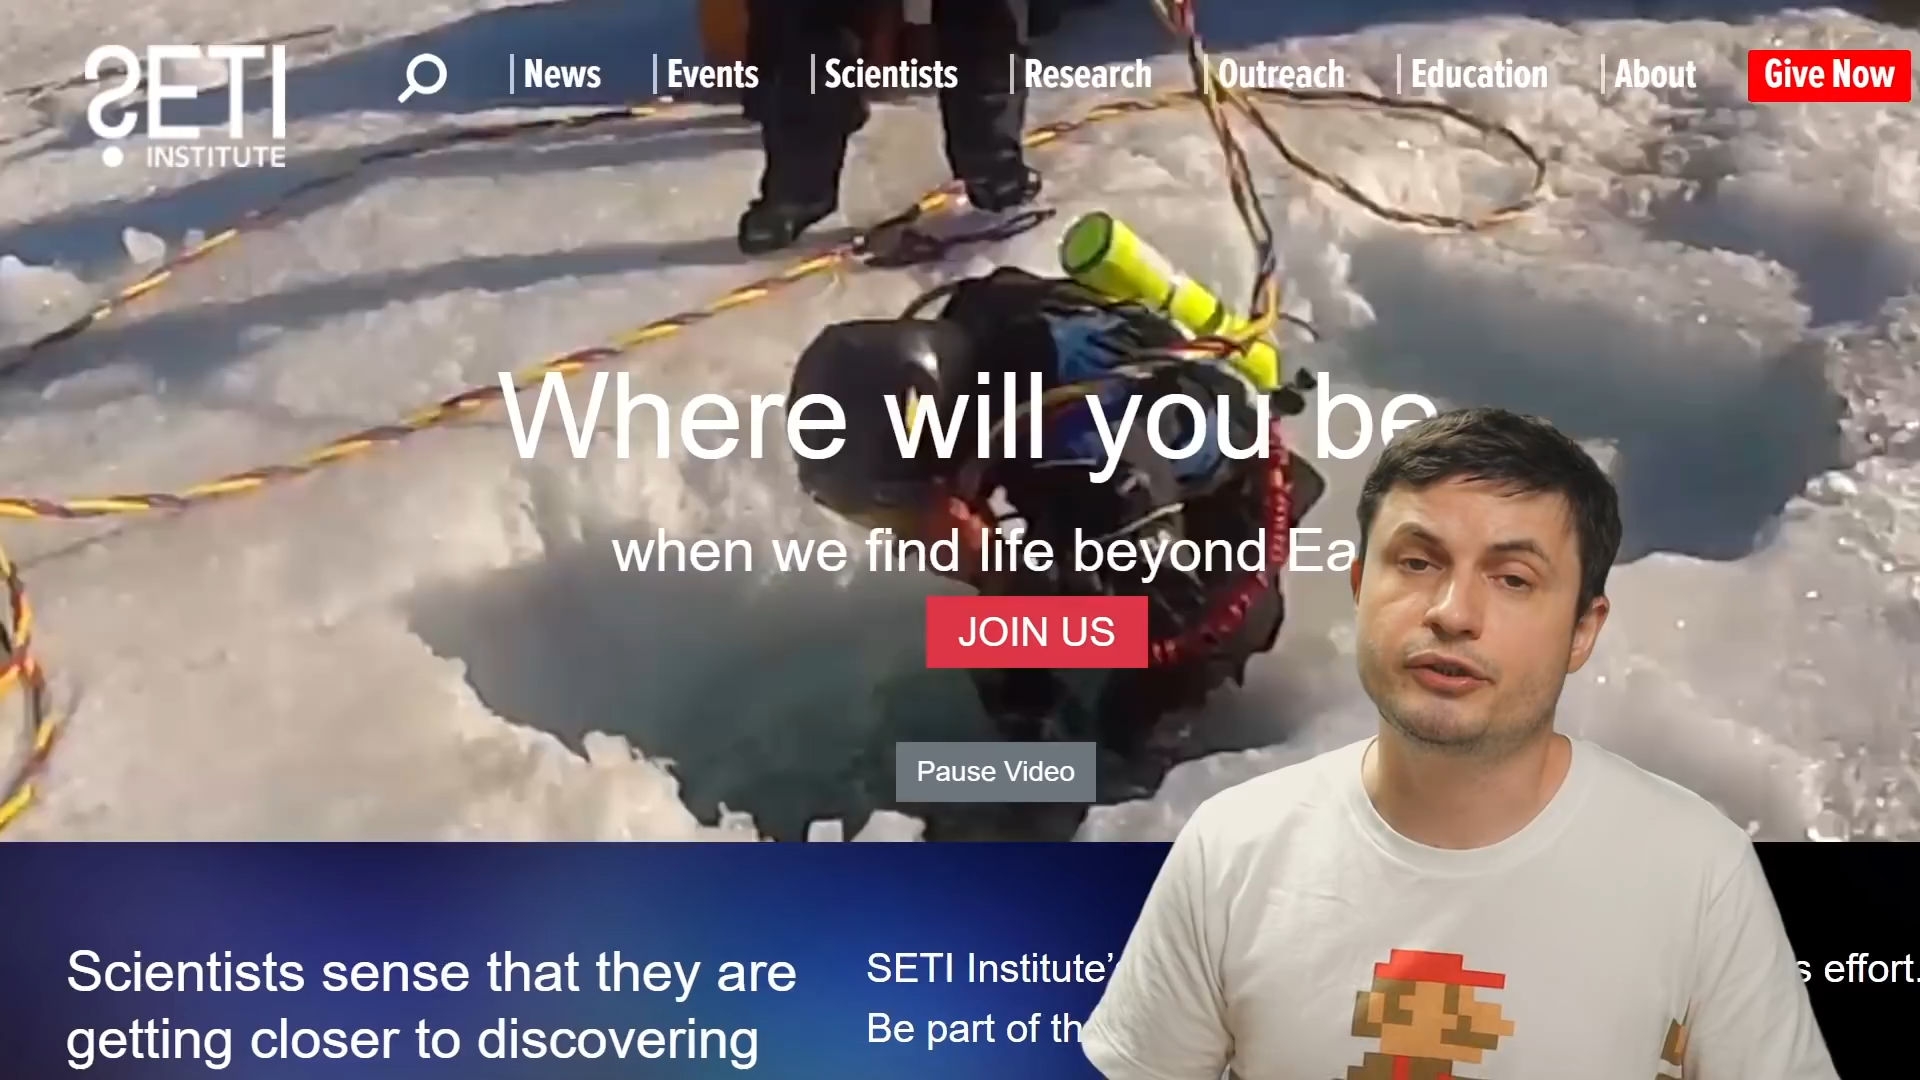 SETI
INSTITUTE
News
Events
Scientists
Research
Outreach
Education
About
Give Now
Where will you be
when we find life beyond Ea
JOIN US
Pause Video
Scientists sense that they are
getting closer to discovering
SETI Institute’
s effort.
Be part of th